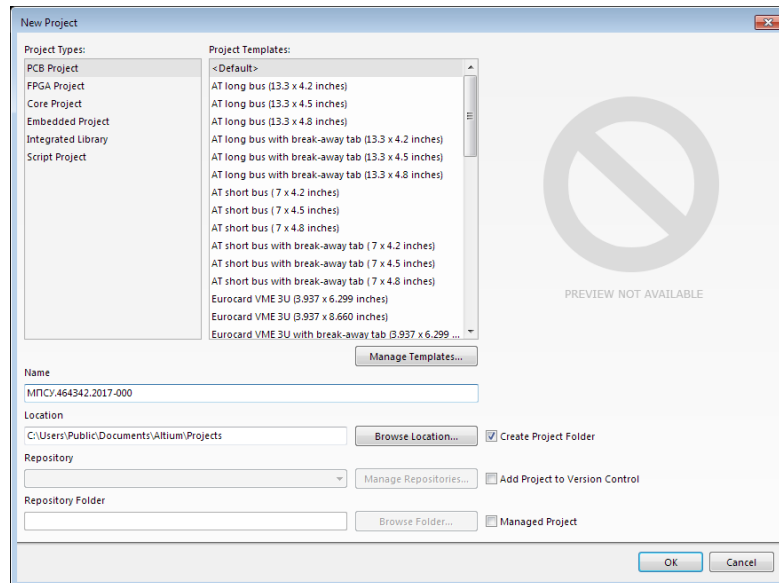 New Project
Project Types:
PCB Project
FPGA Project
Core Project
Embedded Project
Integrated Library
Script Project
Project Templates:
<Default>
AT long bus (13.3 x 4.2 inches)
AT long bus (13.3 x 4.5 inches)
AT long bus (13.3 x 4.8 inches)
AT long bus with break-away tab (13.3 x 4.2 inches)
AT long bus with break-away tab (13.3 x 4.5 inches)
AT long bus with break-away tab (13.3 x 4.8 inches)
AT short bus ( 7 x 4.2 inches)
AT short bus ( 7 x 4.5 inches)
AT short bus ( 7 x 4.8 inches)
AT short bus with break-away tab ( 7 x 4.2 inches)
AT short bus with break-away tab ( 7 x 4.5 inches)
AT short bus with break-away tab ( 7 x 4.8 inches)
Eurocard VME 3U (3.937 x 6.299 inches)
Eurocard VME 3U (3.937 x 8.660 inches)
Eurocard VME 3U with break-away tab (3.937 x 6.299 ...
PREVIEW NOT AVAILABLE
Manage Templates...
Name
МПСУ.464342.2017-000
Location
C:\Users\Public\Documents\Altium\Projects
Browse Location...
Create Project Folder
Repository
Manage Repositories...
Add Project to Version Control
Repository Folder
Browse Folder...
Managed Project
OK
Cancel